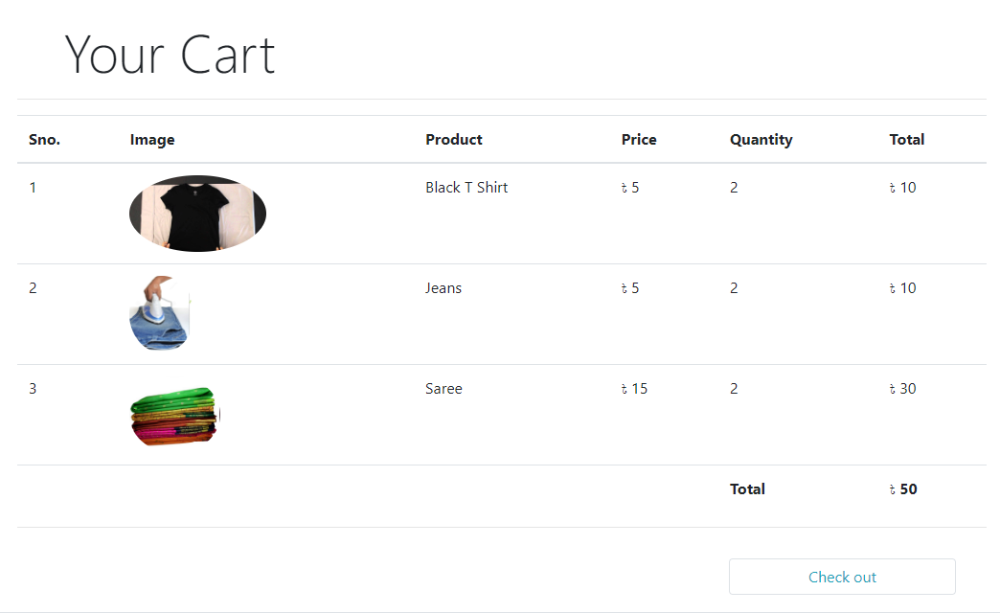 Your Cart
Sno. Image Product Price Quantity Total
1 Black T Shirt ৳ 5 2 ৳ 10
2 Jeans ৳ 5 2 ৳ 10
3 Saree ৳ 15 2 ৳ 30
Total ৳ 50
Check out